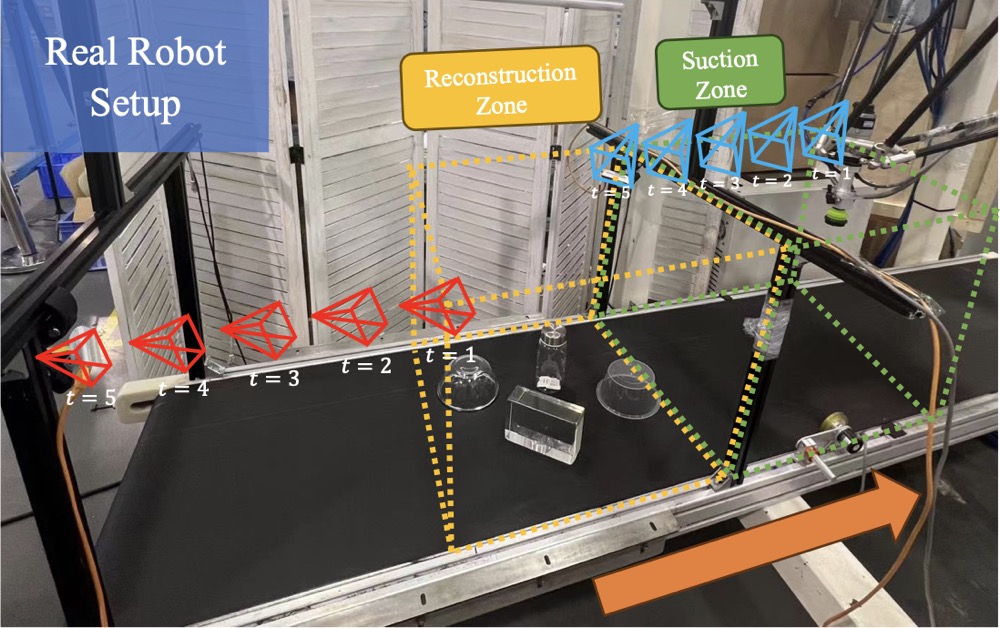 Real Robot
Setup
Reconstruction
Zone
Suction
Zone
t = 5
t = 4
t = 3
t = 2
t = 1
t = 1
t = 2
t = 3
t = 4
t = 5